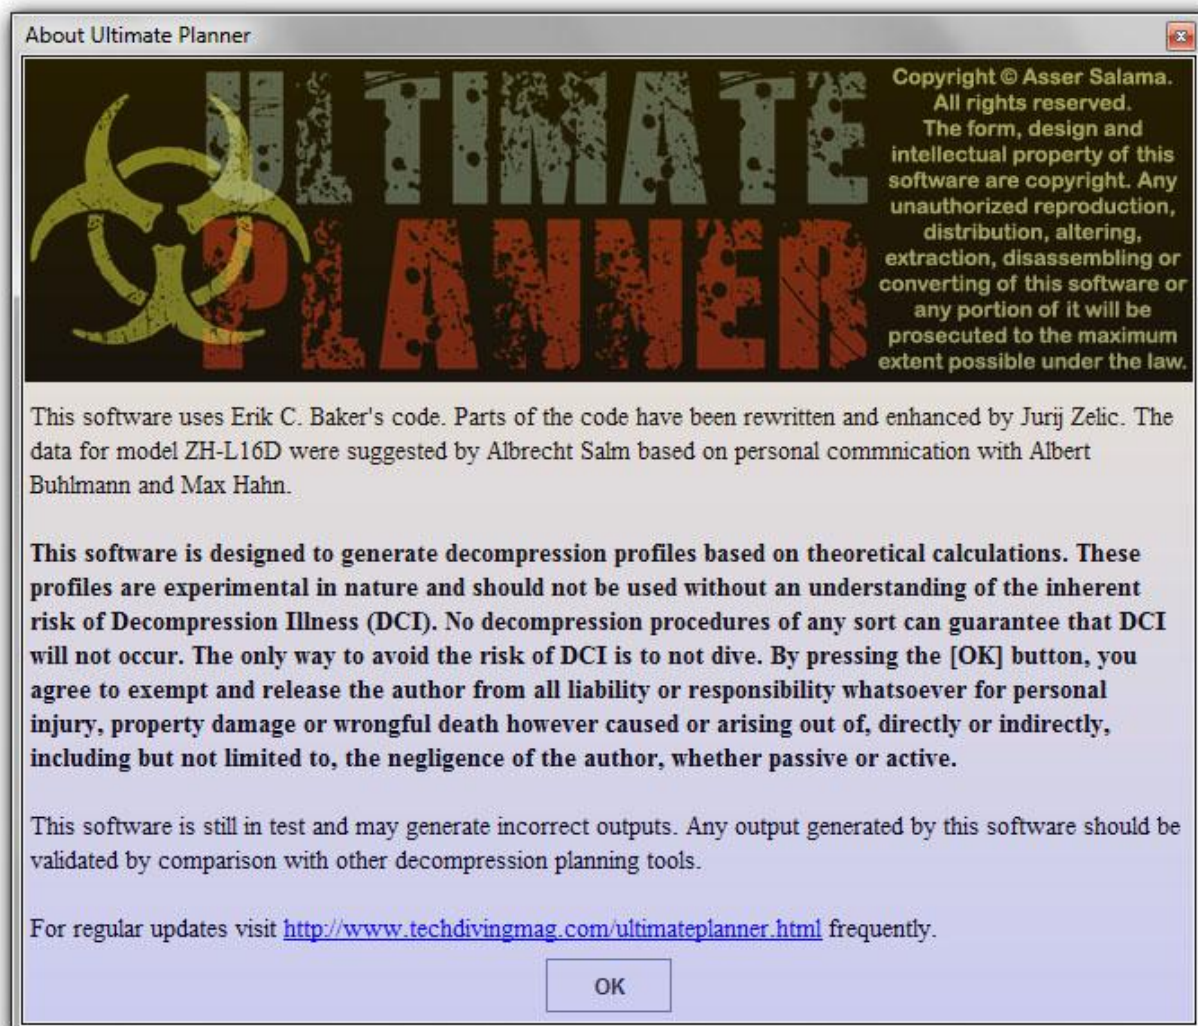 About Ultimate Planner
ULTIMATE
PLANNER
Copyright © Asser Salama.
All rights reserved.
The form, design and
intellectual property of this
software are copyright. Any
unauthorized reproduction,
distribution, altering,
extraction, disassembling or
converting of this software or
any portion of it will be
prosecuted to the maximum
extent possible under the law.
This software uses Erik C. Baker's code. Parts of the code have been rewritten and enhanced by Jurij Zelic. The
data for model ZH-L16D were suggested by Albrecht Salm based on personal commnication with Albert
Buhlmann and Max Hahn.
This software is designed to generate decompression profiles based on theoretical calculations. These
profiles are experimental in nature and should not be used without an understanding of the inherent
risk of Decompression Illness (DCI). No decompression procedures of any sort can guarantee that DCI
will not occur. The only way to avoid the risk of DCI is to not dive. By pressing the [OK] button, you
agree to exempt and release the author from all liability or responsibility whatsoever for personal
injury, property damage or wrongful death however caused or arising out of, directly or indirectly,
including but not limited to, the negligence of the author, whether passive or active.
This software is still in test and may generate incorrect outputs. Any output generated by this software should be
validated by comparison with other decompression planning tools.
For regular updates visit http://www.techdivingmag.com/ultimateplanner.html frequently.
OK